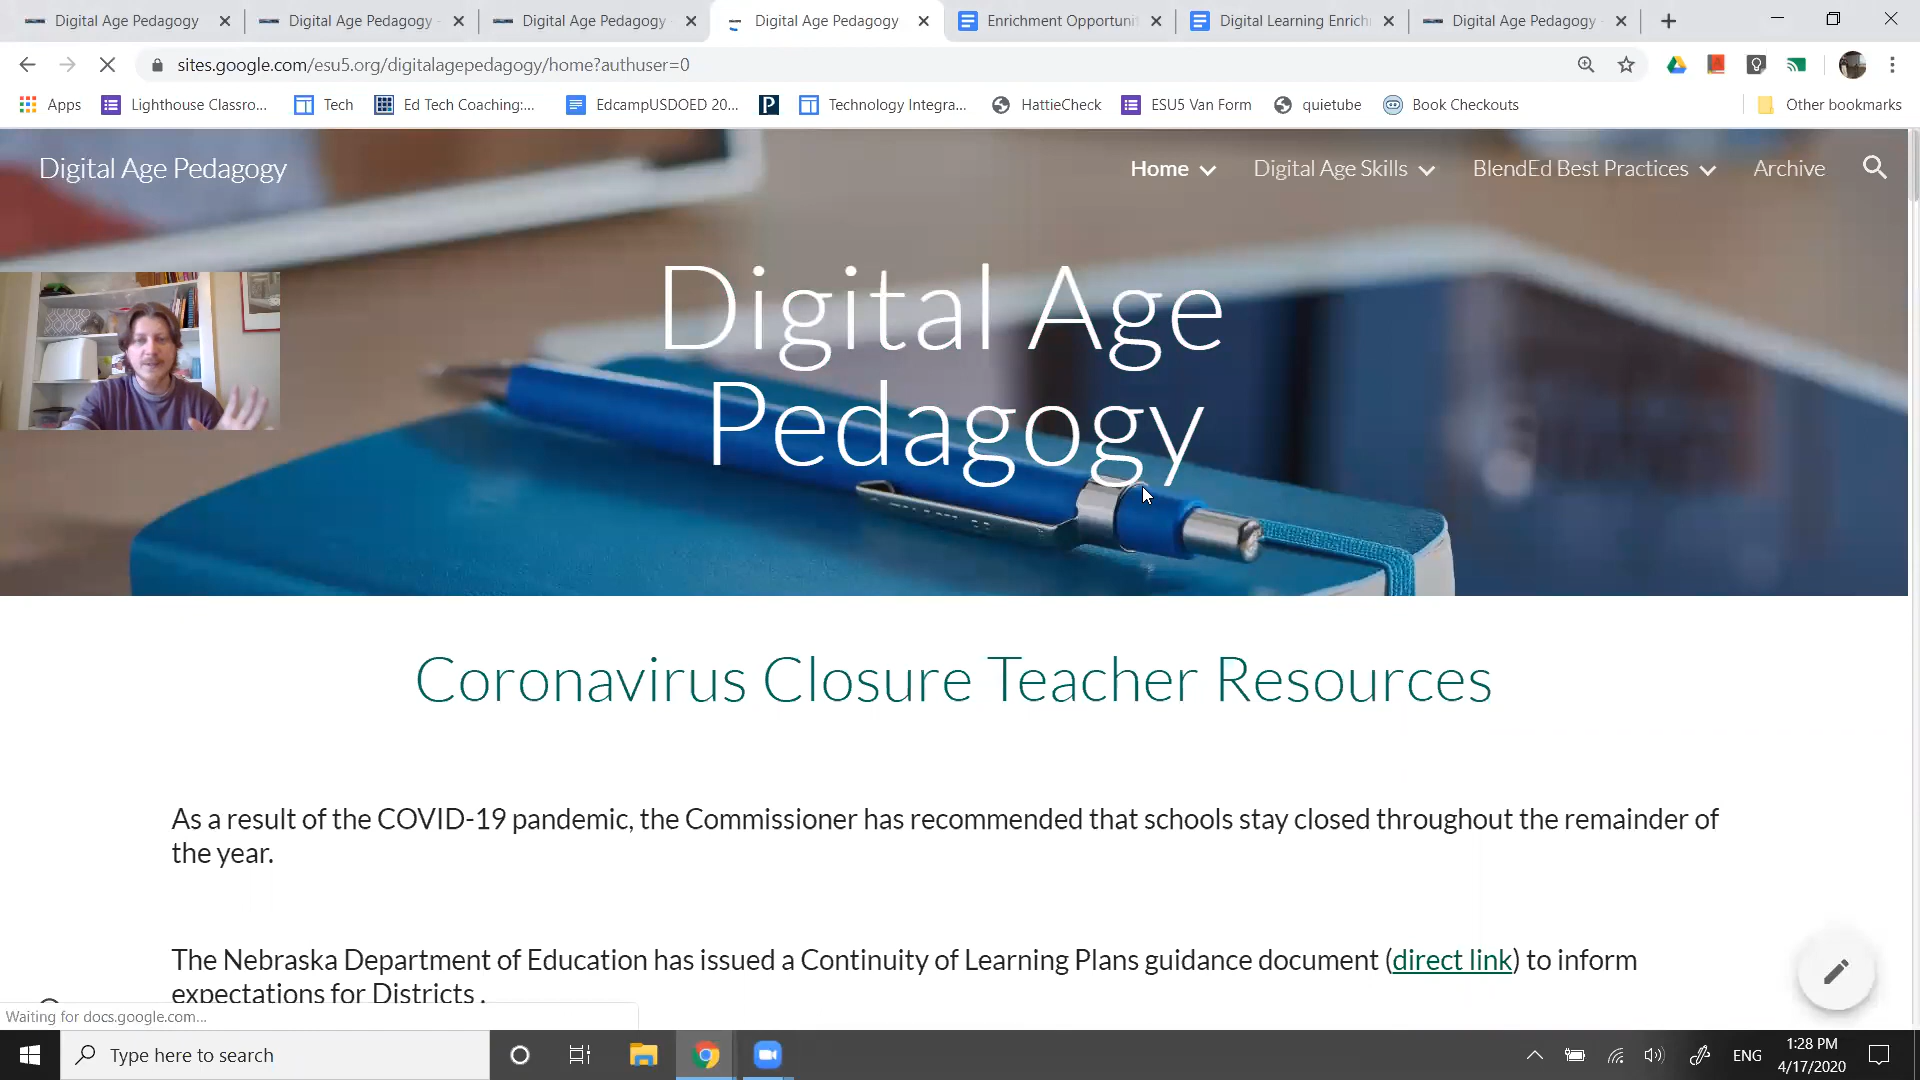 Digital Age Pedagogy
Digital Age Pedagogy -
Digital Age Pedagogy -
Digital Age Pedagogy
Enrichment Opportuni
Digital Learning Enrich
Digital Age Pedagogy -
sites.google.com/esu5.org/digitalagepedagogy/home?authuser=0
Apps
Lighthouse Classro...
Tech
Ed Tech Coaching:...
EdcampUSDOED 20...
P
Technology Integra...
HattieCheck
ESU5 Van Form
quietube
Book Checkouts
Other bookmarks
Digital Age Pedagogy
Home
Digital Age Skills
BlendEd Best Practices
Archive
Digital Age
Pedagogy
Coronavirus Closure Teacher Resources
As a result of the COVID-19 pandemic, the Commissioner has recommended that schools stay closed throughout the remainder of
the year.
The Nebraska Department of Education has issued a Continuity of Learning Plans guidance document (direct link) to inform
expectations for Districts .
Waiting for docs.google.com...
Type here to search
ENG
1:28 PM
4/17/2020